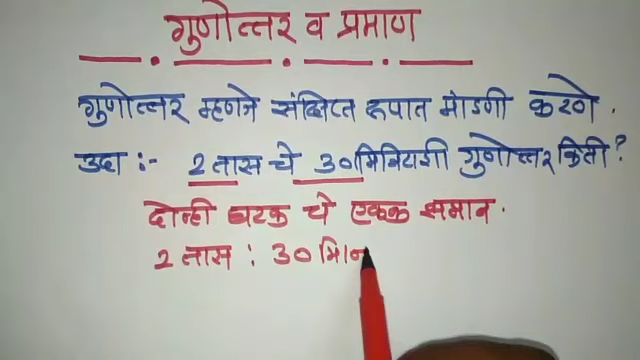 गुणोत्तर व प्रमाण
गुणोत्तर म्हणजे संक्षिप्त रूपात मांडणी करणे.
उदा :- 2 तास चे 30 मिनिटाशी गुणोत्तर किती?
दोन्ही घटक चे एकक समान.
2 तास : 30 मिन